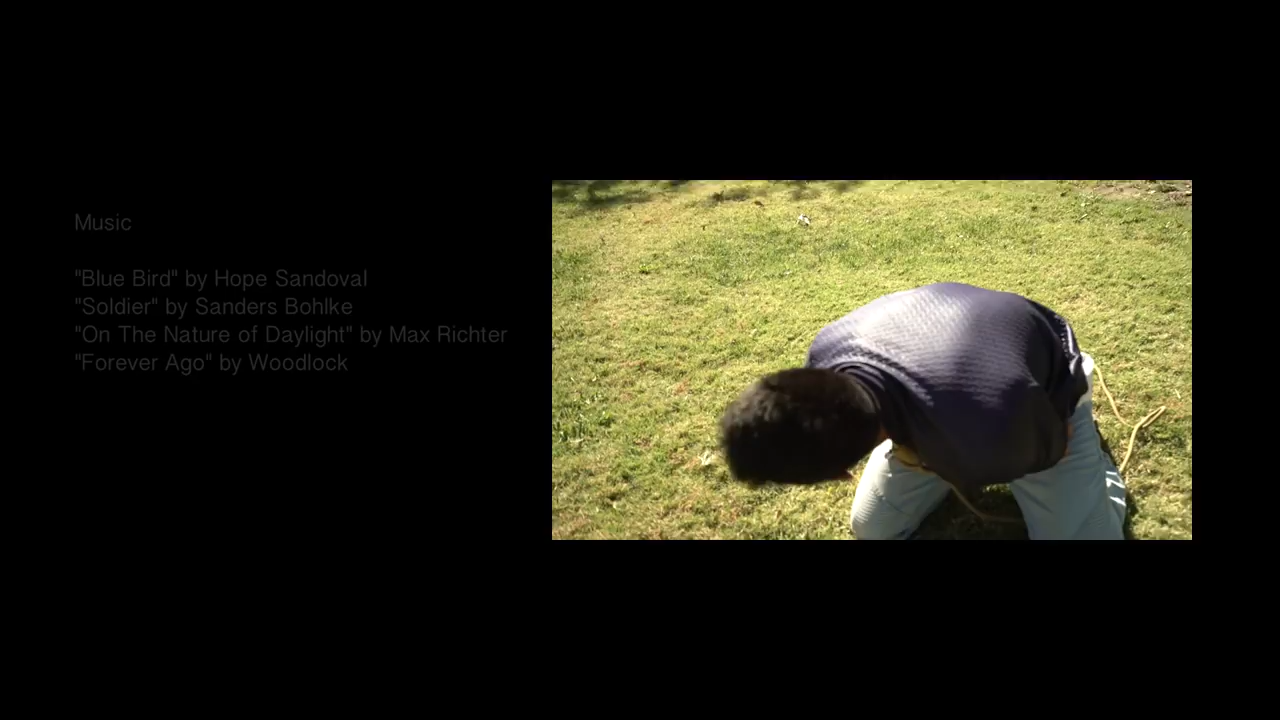 Music
"Blue Bird" by Hope Sandoval
"Soldier" by Sanders Bohlke
"On The Nature of Daylight" by Max Richter
"Forever Ago" by Woodlock